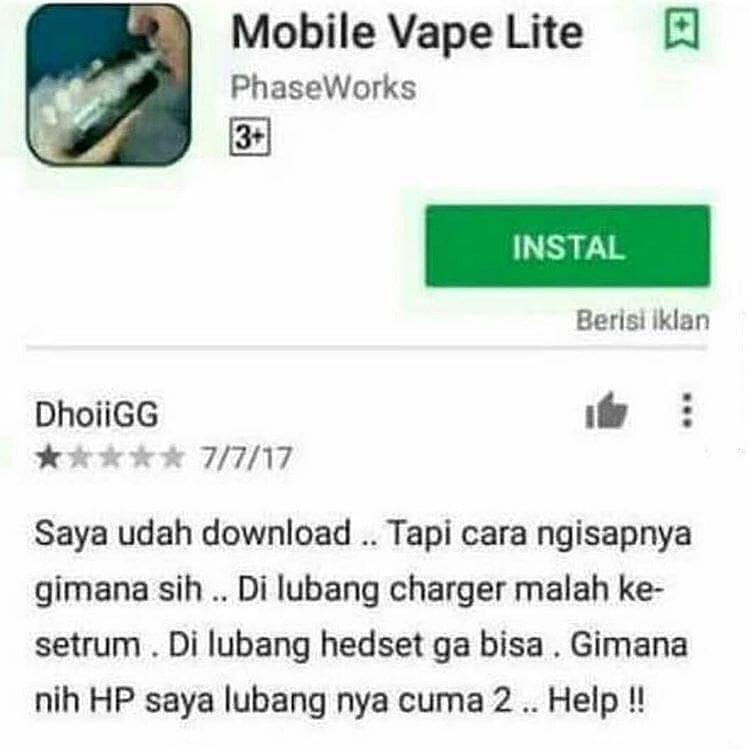 Mobile Vape Lite
PhaseWorks
3+
INSTAL
Berisi iklan
DhoiiGG
7/7/17
Saya udah download .. Tapi cara ngisapnya
gimana sih .. Di lubang charger malah ke-
setrum . Di lubang hedset ga bisa . Gimana
nih HP saya lubang nya cuma 2 .. Help !!